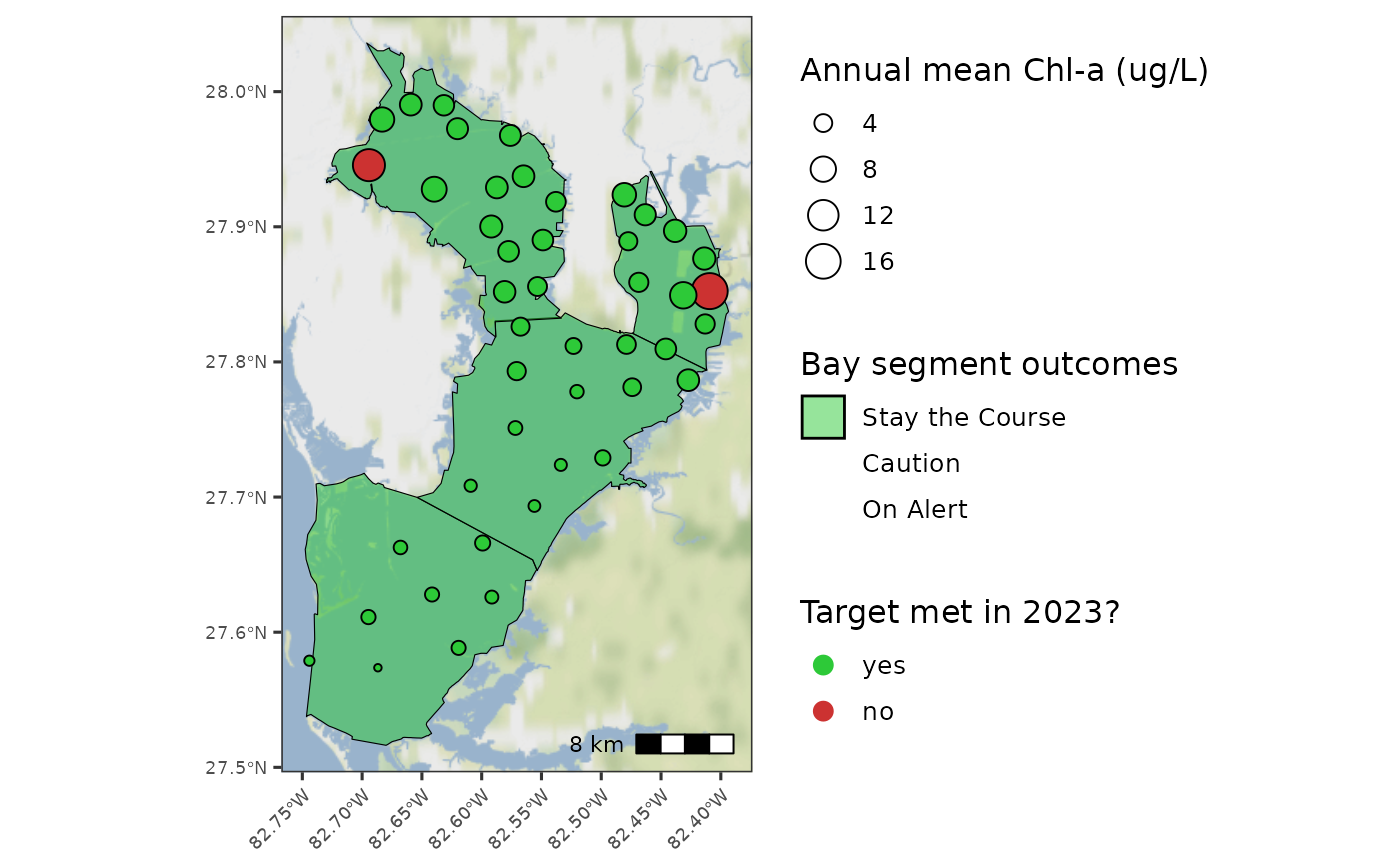 28.0°N
27.9°N
27.8°N
27.7°N
27.6°N
27.5°N
82.75°W
82.70°W
82.65°W
82.60°W
82.55°W
82.50°W
82.45°W
82.40°W
8 km
Annual mean Chl-a (ug/L)
4
8
12
16
Bay segment outcomes
Stay the Course
Caution
On Alert
Target met in 2023?
yes
no